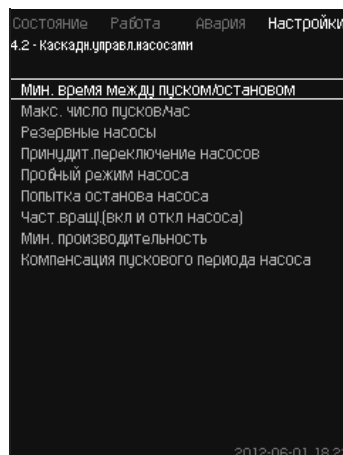 Состояние Работа Авария Настройки
4.2 - Каскадн.управл.насосами
Мин. время между пуском/остановом
Макс. число пусков/час
Резервные насосы
Принудит.переключение насосов
Пробный режим насоса
Попытка останова насоса
Част.вращ.(вкл и откл насоса)
Мин. производительность
Компенсация пускового периода насоса
2012-06-01